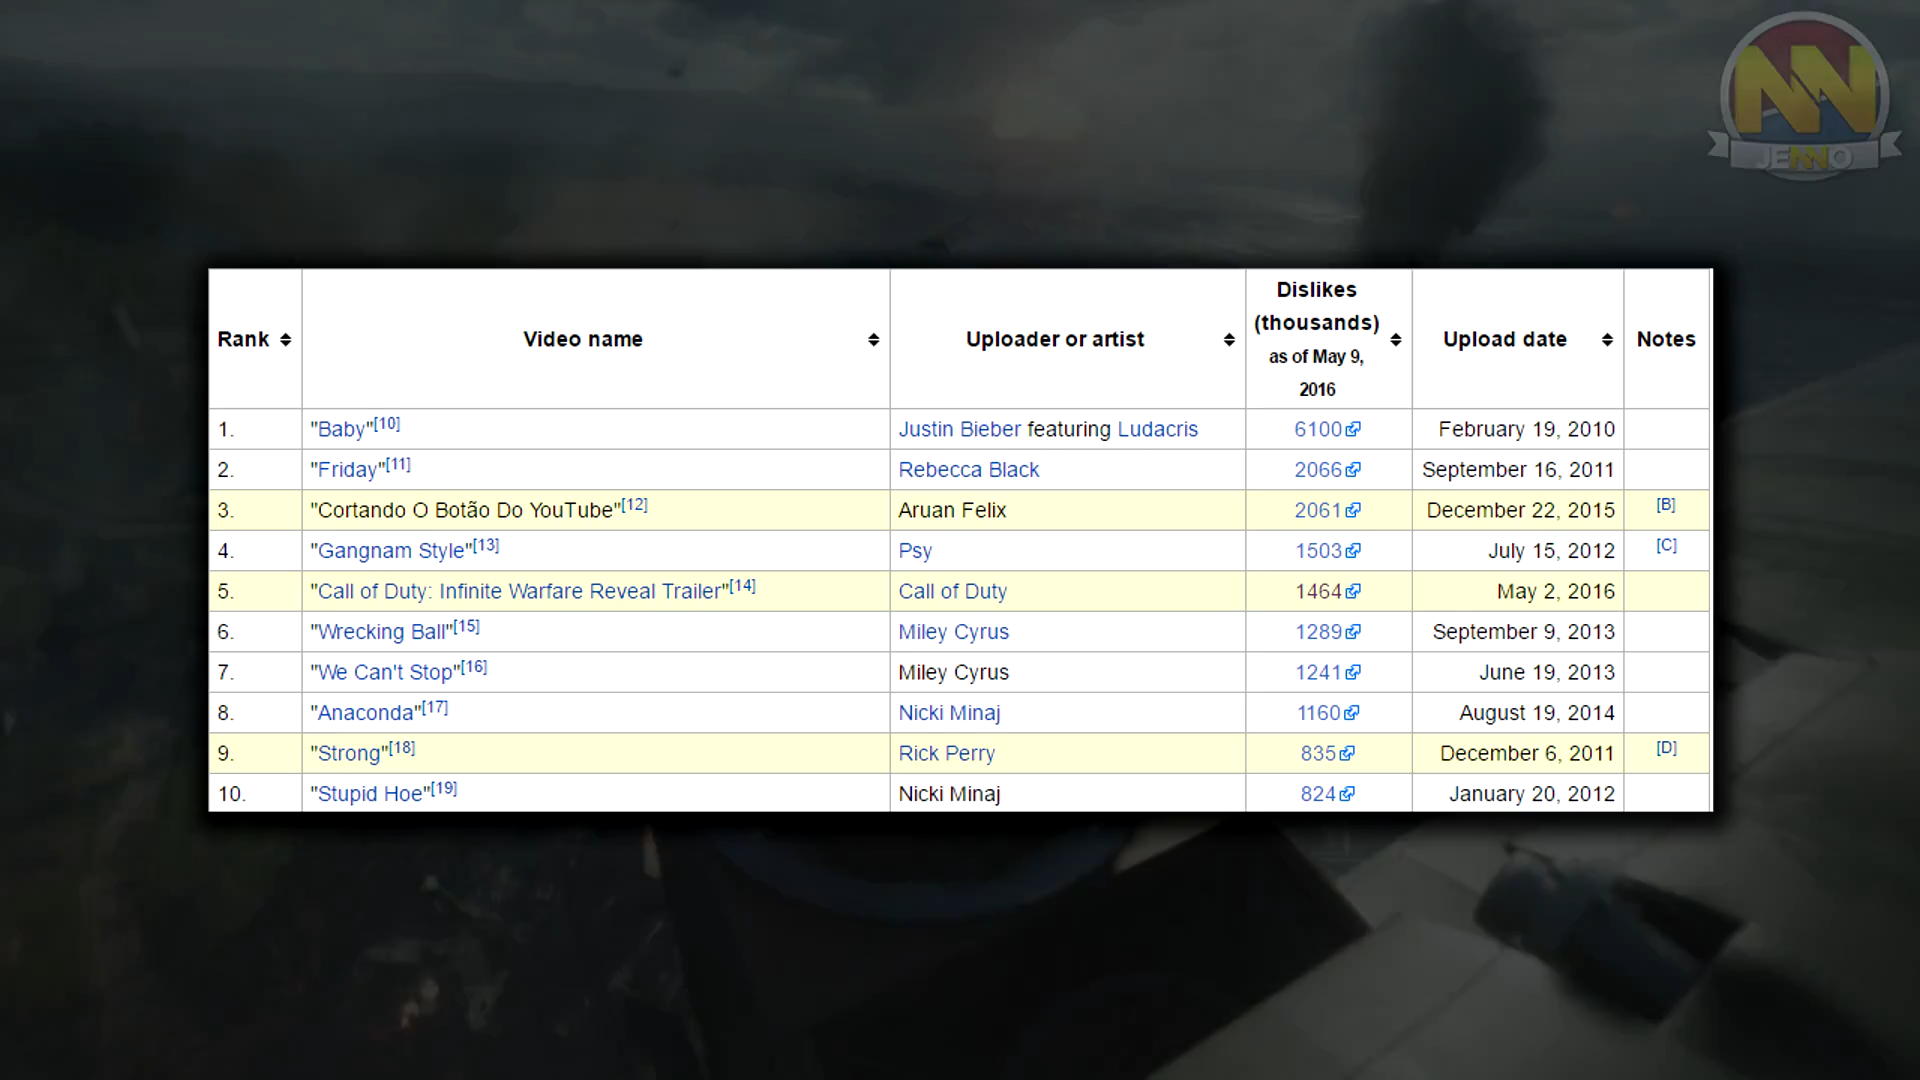 NN
JENNO
Rank Video name Uploader or artist Dislikes (thousands) as of May 9, 2016 Upload date Notes
1. "Baby"[10] Justin Bieber featuring Ludacris 6100 February 19, 2010
2. "Friday"[11] Rebecca Black 2066 September 16, 2011
3. "Cortando O Botão Do YouTube"[12] Aruan Felix 2061 December 22, 2015 [B]
4. "Gangnam Style"[13] Psy 1503 July 15, 2012 [C]
5. "Call of Duty: Infinite Warfare Reveal Trailer"[14] Call of Duty 1464 May 2, 2016
6. "Wrecking Ball"[15] Miley Cyrus 1289 September 9, 2013
7. "We Can't Stop"[16] Miley Cyrus 1241 June 19, 2013
8. "Anaconda"[17] Nicki Minaj 1160 August 19, 2014
9. "Strong"[18] Rick Perry 835 December 6, 2011 [D]
10. "Stupid Hoe"[19] Nicki Minaj 824 January 20, 2012